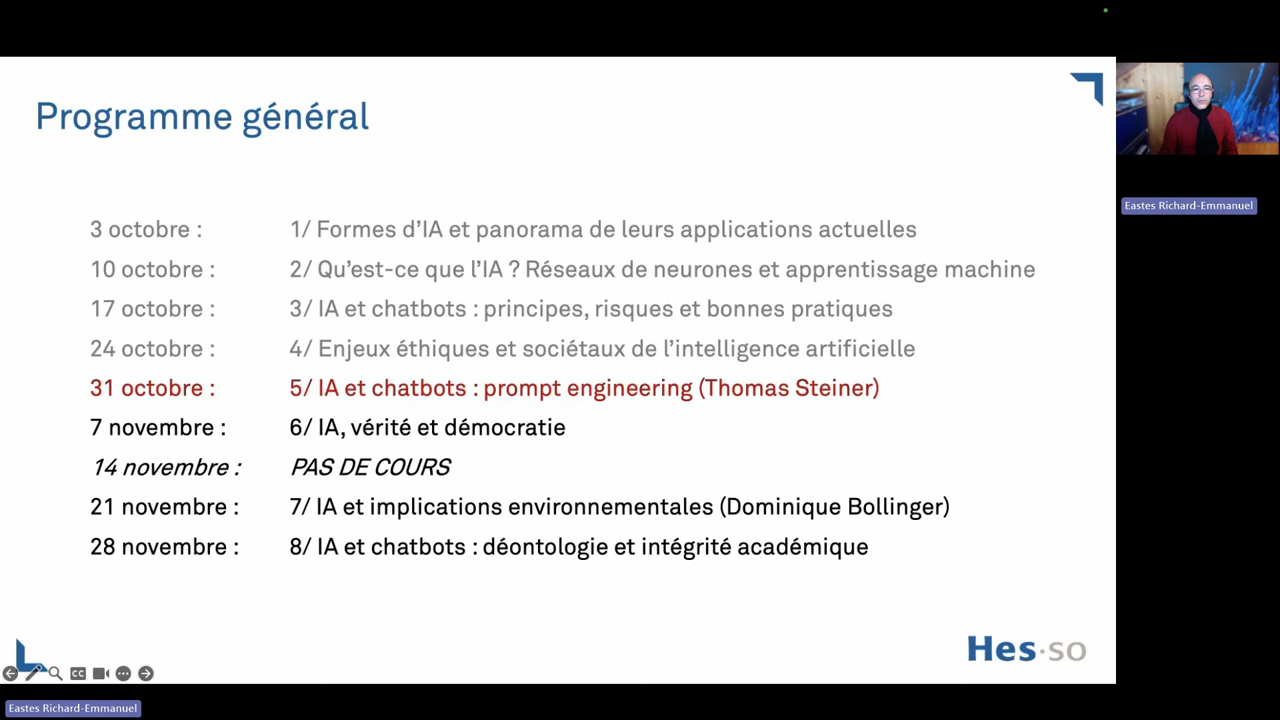 Programme général
3 octobre : 1/ Formes d'IA et panorama de leurs applications actuelles
10 octobre : 2/ Qu'est-ce que l'IA ? Réseaux de neurones et apprentissage machine
17 octobre : 3/ IA et chatbots : principes, risques et bonnes pratiques
24 octobre : 4/ Enjeux éthiques et sociétaux de l'intelligence artificielle
31 octobre : 5/ IA et chatbots : prompt engineering (Thomas Steiner)
7 novembre : 6/ IA, vérité et démocratie
14 novembre : PAS DE COURS
21 novembre : 7/ IA et implications environnementales (Dominique Bollinger)
28 novembre : 8/ IA et chatbots : déontologie et intégrité académique
Hes·so
CC
Eastes Richard-Emmanuel
Eastes Richard-Emmanuel